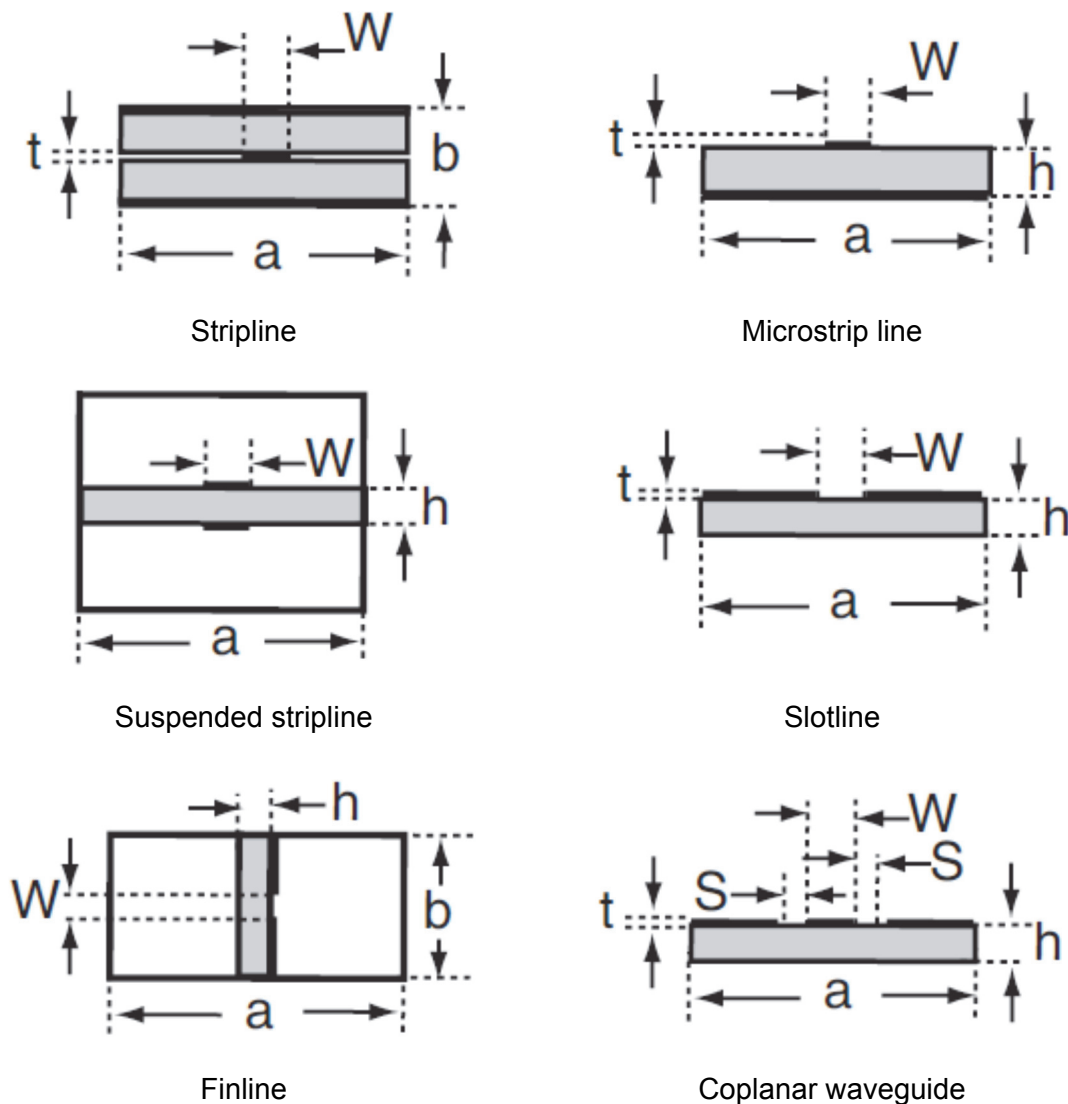 W
t
b
a
Stripline
W
t
h
a
Microstrip line
W
h
a
Suspended stripline
W
t
h
a
Slotline
h
W
b
a
Finline
W
S
S
t
h
a
Coplanar waveguide